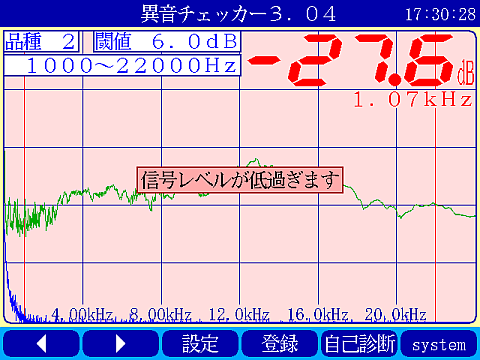 異音チェッカー３．０４ 17:30:28
品種 ２ 閾値 ６.０ｄＢ
１０００～２２０００Ｈｚ
-27.6dB
１.０７ｋＨｚ
信号レベルが低過ぎます
4.00kHz 8.00kHz 12.0kHz 16.0kHz 20.0kHz
設定 登録 自己診断 system